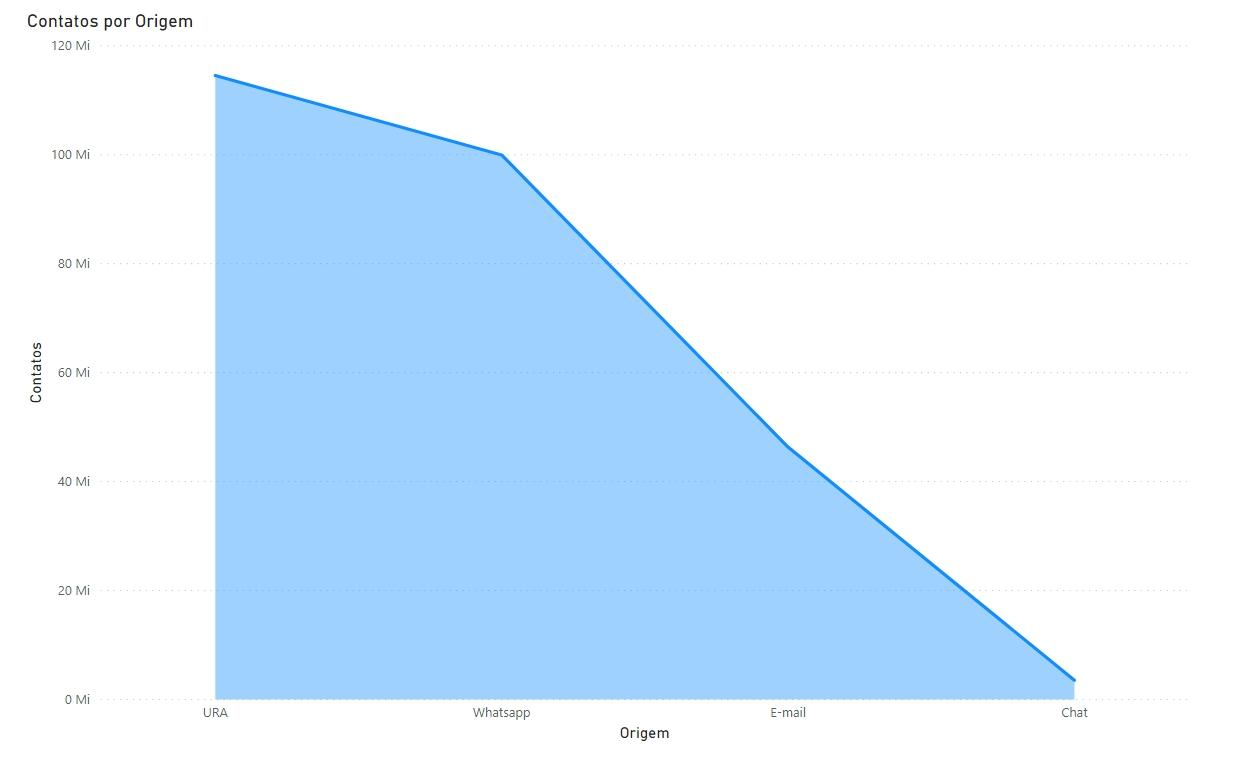 Contatos por Origem
120 Mi
100 Mi
80 Mi
60 Mi
40 Mi
20 Mi
0 Mi
Contatos
URA Whatsapp E-mail Chat
Origem